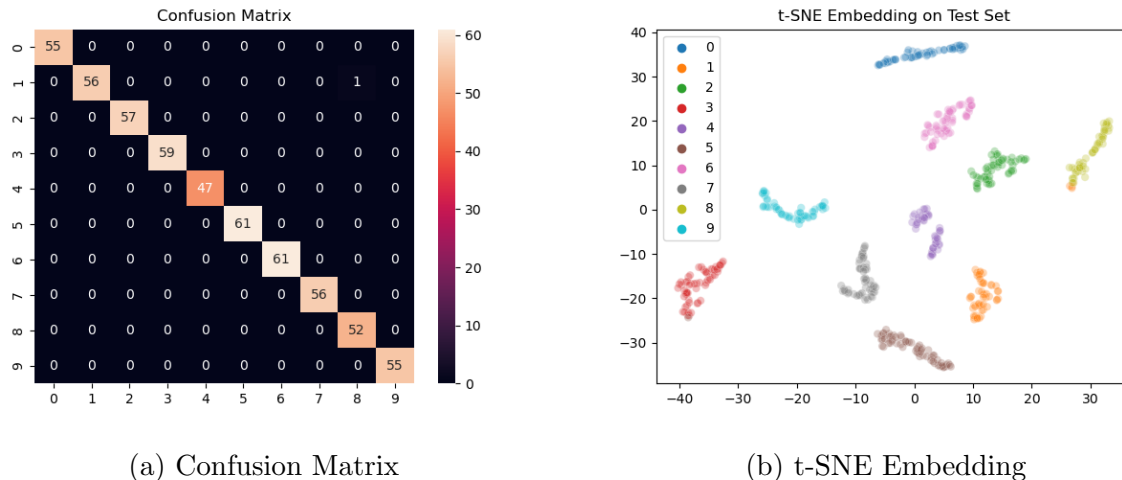 Confusion Matrix
0 55 0 0 0 0 0 0 0 0 0
1 0 56 0 0 0 0 0 0 1 0
2 0 0 57 0 0 0 0 0 0 0
3 0 0 0 59 0 0 0 0 0 0
4 0 0 0 0 47 0 0 0 0 0
5 0 0 0 0 0 61 0 0 0 0
6 0 0 0 0 0 0 61 0 0 0
7 0 0 0 0 0 0 0 56 0 0
8 0 0 0 0 0 0 0 0 52 0
9 0 0 0 0 0 0 0 0 0 55
0 1 2 3 4 5 6 7 8 9
60
50
40
30
20
10
0
(a) Confusion Matrix
t-SNE Embedding on Test Set
40
30
20
10
0
−10
−20
−30
0
1
2
3
4
5
6
7
8
9
−40 −30 −20 −10 0 10 20 30
(b) t-SNE Embedding